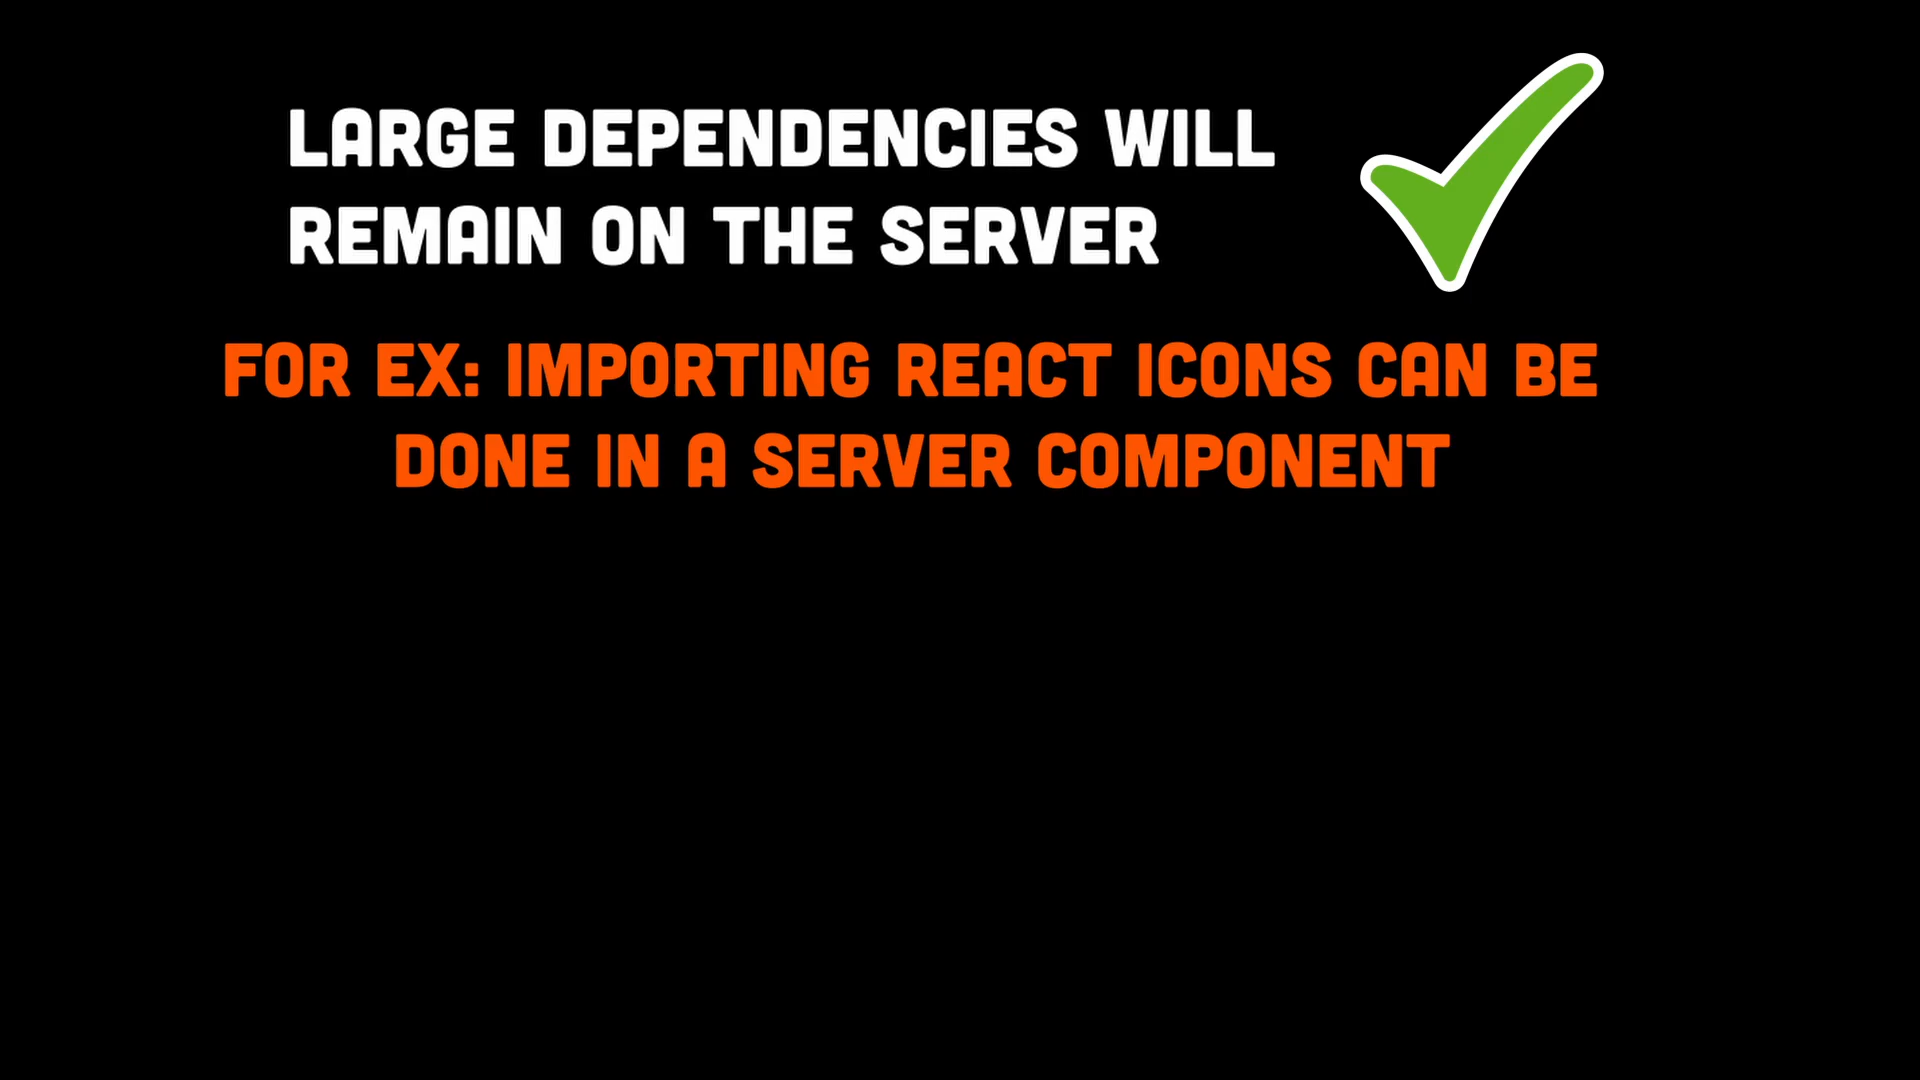 LARGE DEPENDENCIES WILL
REMAIN ON THE SERVER
FOR EX: IMPORTING REACT ICONS CAN BE
DONE IN A SERVER COMPONENT